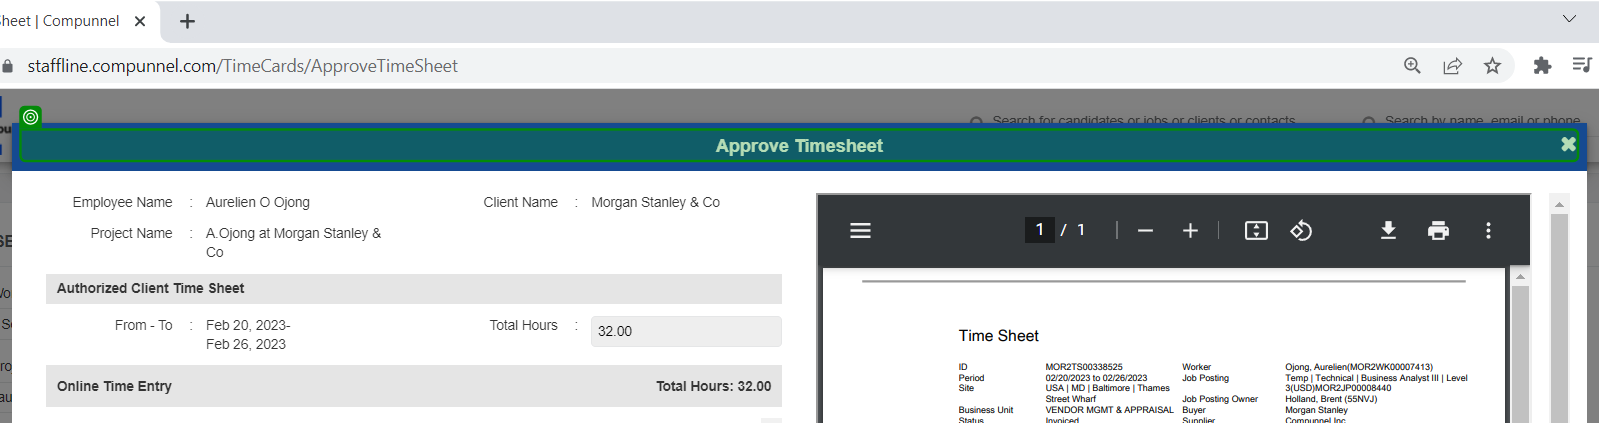 Sheet | Compunnel
staffline.compunnel.com/TimeCards/ApproveTimeSheet
Search for candidates or jobs or clients or contacts
Search by name, email or phone
Approve Timesheet
Employee Name : Aurelien O Ojong
Client Name : Morgan Stanley & Co
Project Name : A.Ojong at Morgan Stanley &
Co
Authorized Client Time Sheet
From - To : Feb 20, 2023-
Feb 26, 2023
Total Hours : 32.00
Online Time Entry
Total Hours: 32.00
1 / 1
Time Sheet
ID MOR2TS00338525 Worker Ojong, Aurelien(MOR2WK00007413)
Period 02/20/2023 to 02/26/2023 Job Posting Temp | Technical | Business Analyst III | Level
Site USA | MD | Baltimore | Thames 3(USD)MOR2JP00008440
Street Wharf Job Posting Owner Holland, Brent (55NVJ)
Business Unit VENDOR MGMT & APPRAISAL Buyer Morgan Stanley
Status Invoiced Supplier Compunnel Inc.